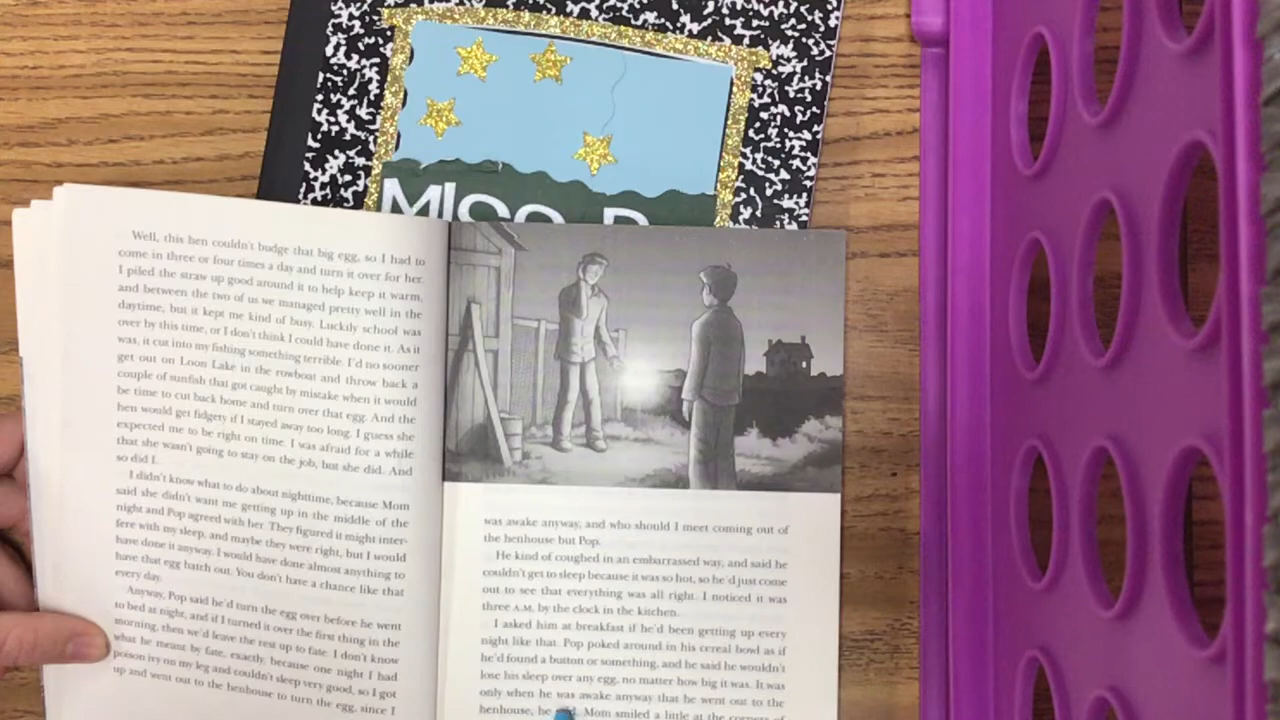 MISS
Well, this hen couldn't budge that big egg, so I had to
come in three or four times a day and turn it over for her.
I piled the straw up good around it to help keep it warm,
and between the two of us we managed pretty well in the
daytime, but it kept me kind of busy. Luckily school was
over by this time, or I don't think I could have done it. As it
was, it cut into my fishing something terrible. I'd no sooner
get out on Loon Lake in the rowboat and throw back a
couple of sunfish that got caught by mistake when it would
be time to cut back home and turn over that egg. And the
hen would get fidgety if I stayed away too long. I guess she
expected me to be right on time. I was afraid for a while
that she wasn't going to stay on the job, but she did. And
so did I.
I didn't know what to do about nighttime, because Mom
said she didn't want me getting up in the middle of the
night and Pop agreed with her. They figured it might inter-
fere with my sleep, and maybe they were right, but I would
have done it anyway. I would have done almost anything to
have that egg hatch out. You don't have a chance like that
every day.
Anyway, Pop said he'd turn the egg over before he went
to bed at night, and if I turned it over the first thing in the
morning, then we'd leave the rest up to fate. I don't know
what he meant by fate, exactly, because one night I had
poison ivy on my leg and couldn't sleep very good, so I got
up and went out to the henhouse to turn the egg, since I
was awake anyway, and who should I meet coming out of
the henhouse but Pop.
He kind of coughed in an embarrassed way, and said he
couldn't get to sleep because it was so hot, so he'd just come
out to see that everything was all right. I noticed it was
three A.M. by the clock in the kitchen.
I asked him at breakfast if he'd been getting up every
night like that. Pop poked around in his cereal bowl as if
he'd found a button or something, and he said he wouldn't
lose his sleep over any egg, no matter how big it was. It was
only when he was awake anyway that he went out to the
henhouse, he Mom smiled a little at the corners of